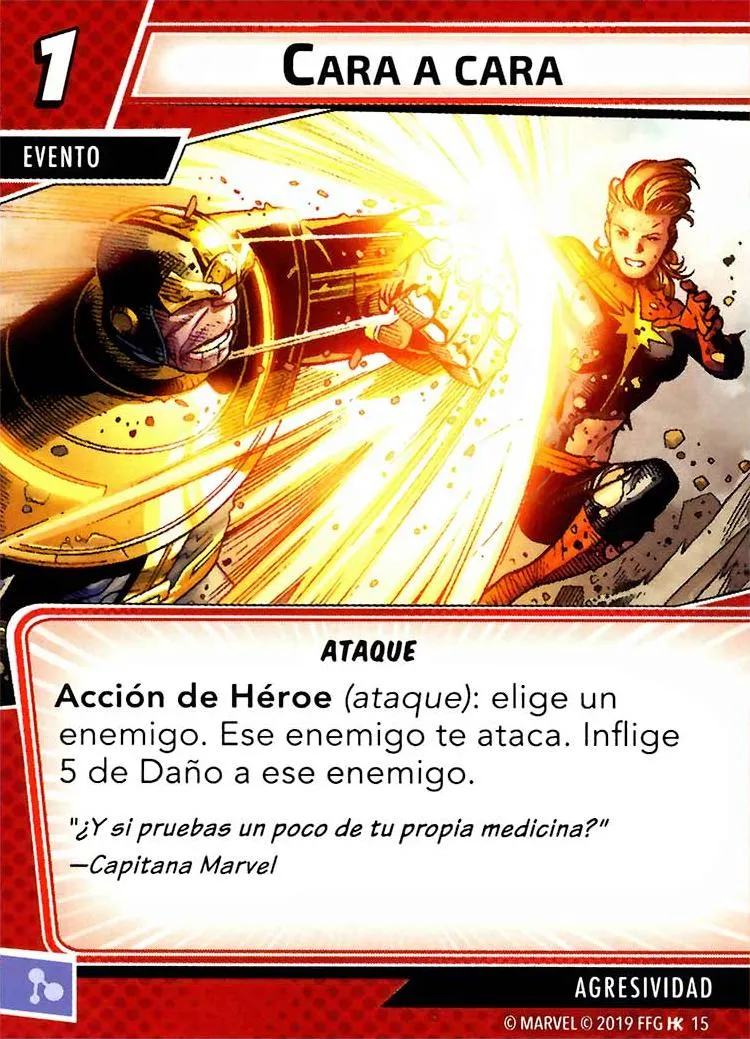 1
CARA A CARA
EVENTO
ATAQUE
Acción de Héroe (ataque): elige un
enemigo. Ese enemigo te ataca. Inflige
5 de Daño a ese enemigo.
"¿Y si pruebas un poco de tu propia medicina?"
—Capitana Marvel
AGRESIVIDAD
© MARVEL © 2019 FFG HK 15